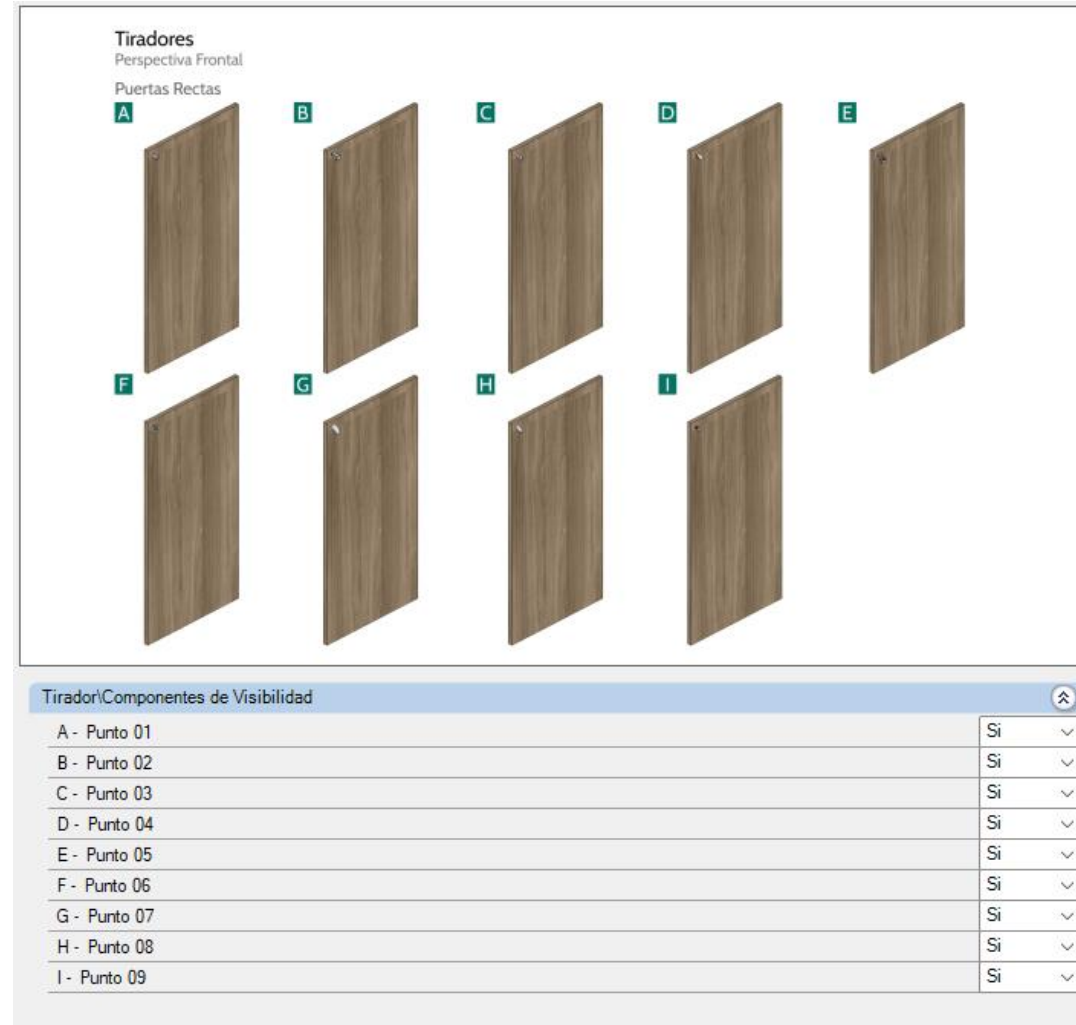 Tiradores
Perspectiva Frontal
Puertas Rectas
A B C D E
F G H I
Tirador\Componentes de Visibilidad
A - Punto 01 Si
B - Punto 02 Si
C - Punto 03 Si
D - Punto 04 Si
E - Punto 05 Si
F - Punto 06 Si
G - Punto 07 Si
H - Punto 08 Si
I - Punto 09 Si